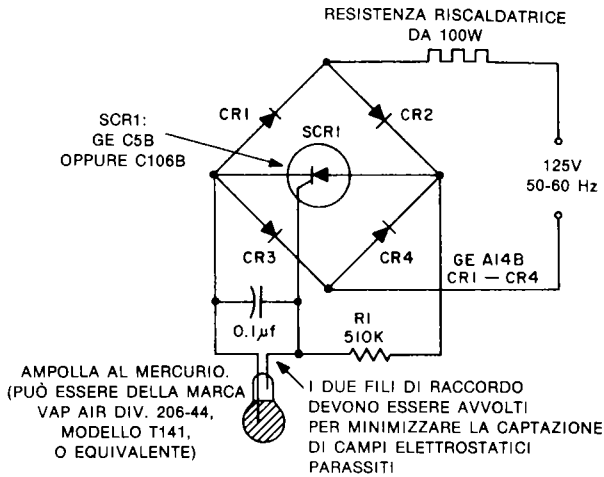 RESISTENZA RISCALDATRICE
DA 100W
CR1
CR2
SCR1:
GE C5B
OPPURE C106B
SCR1
125V
50-60 Hz
CR3
CR4
GE A14B
CR1 — CR4
0.1µf
R1
510K
AMPOLLA AL MERCURIO.
(PUÒ ESSERE DELLA MARCA
VAP AIR DIV. 206-44,
MODELLO T141,
O EQUIVALENTE)
I DUE FILI DI RACCORDO
DEVONO ESSERE AVVOLTI
PER MINIMIZZARE LA CAPTAZIONE
DI CAMPI ELETTROSTATICI
PARASSITI